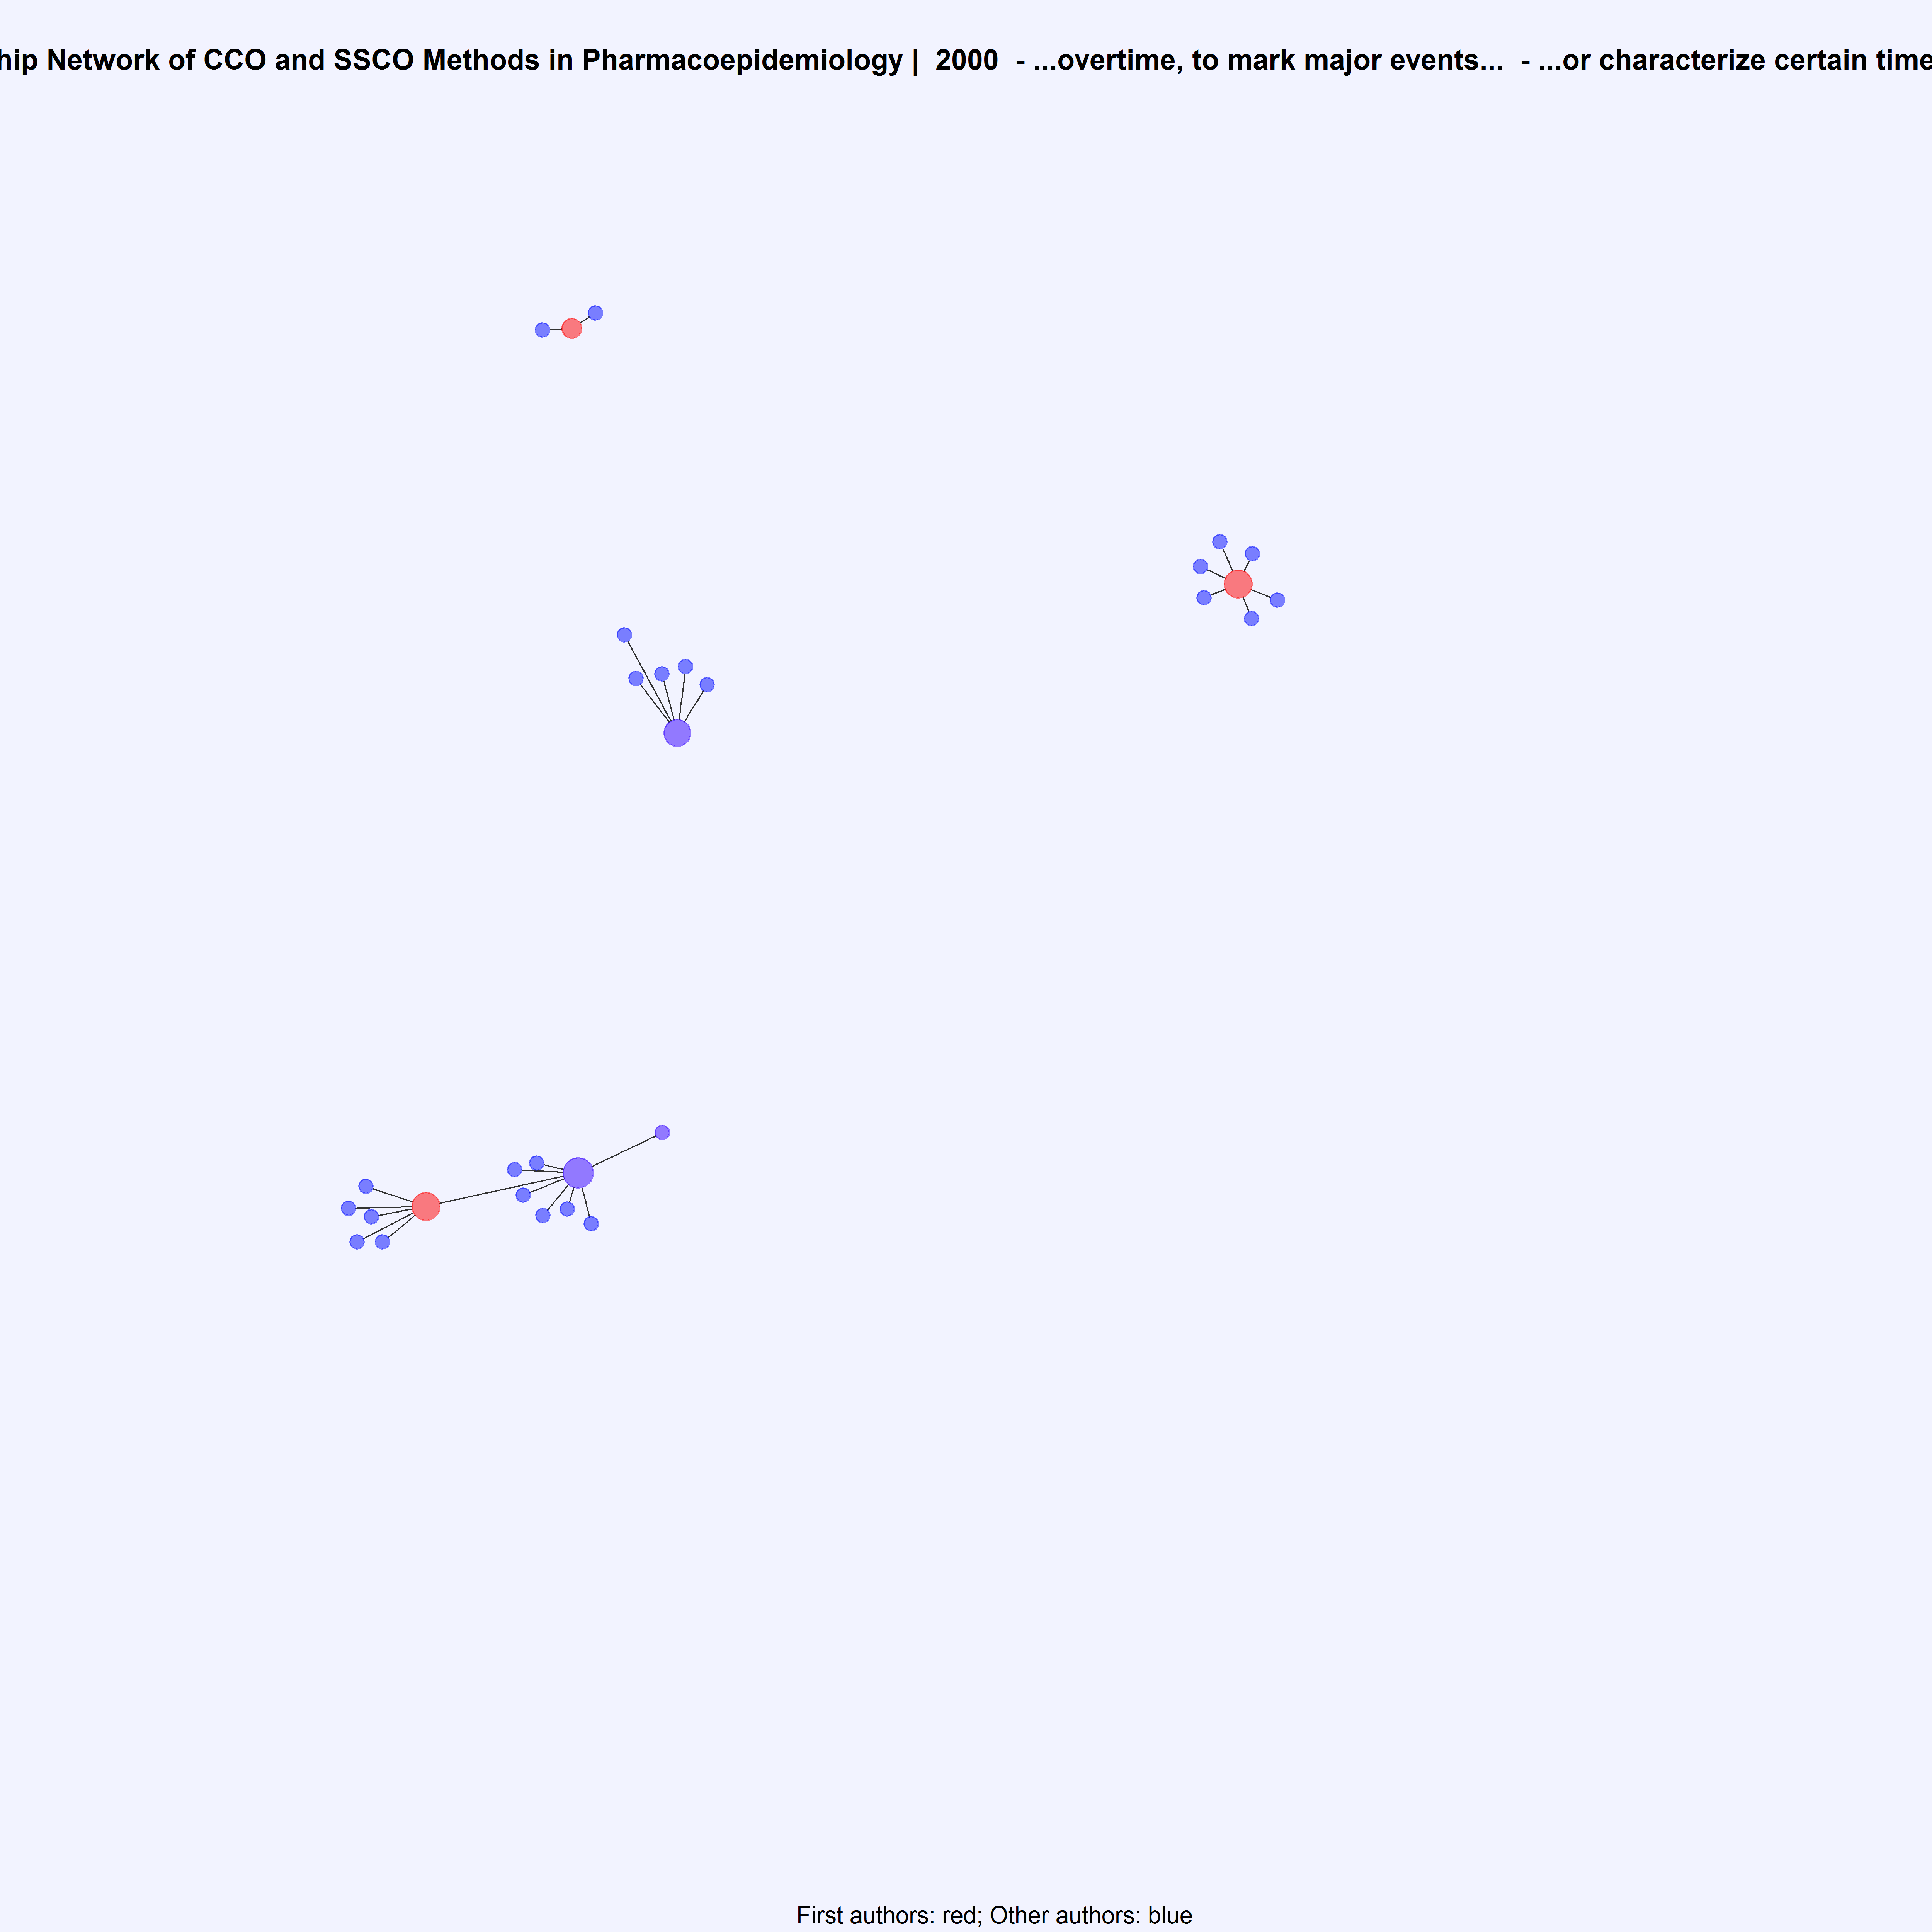 hip Network of CCO and SSCO Methods in Pharmacoepidemiology | 2000 - ...overtime, to mark major events... - ...or characterize certain time
First authors: red; Other authors: blue